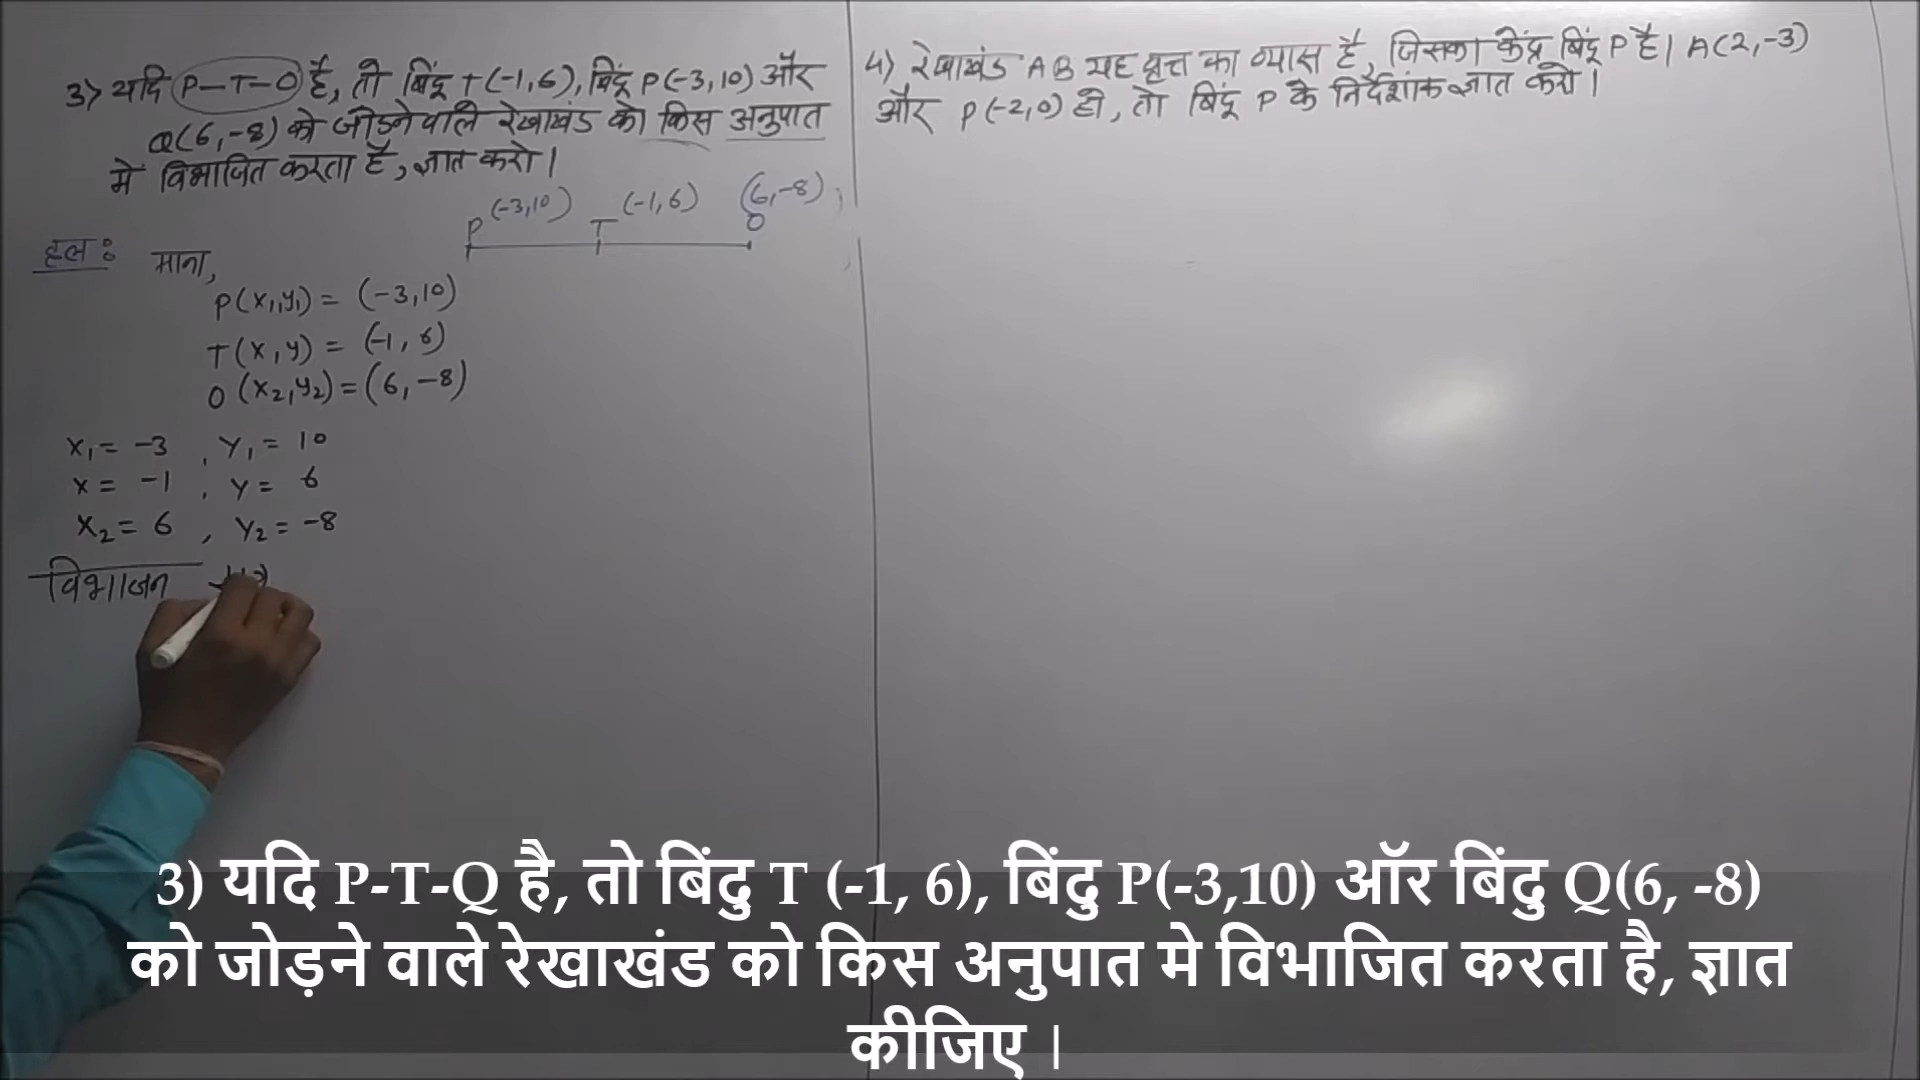 3) यदि P-T-O है, तो बिंदू T(-1,6), बिंदू P(-3,10) और
Q(6,-8) को जोडने वाले रेखाखंड को किस अनुपात
में विभाजित करता है, ज्ञात करो।
P (-3,10) T (-1,6) (6,-8) O
हलः माना,
P(x₁,y₁) = (-3,10)
T(x,y) = (-1,6)
O(x₂,y₂) = (6,-8)
x₁= -3 , y₁= 10
x= -1 , y= 6
x₂= 6 , y₂= -8
विभाजन
4) रेखाखंड AB यह वृत्त का व्यास है, जिसका केंद्र बिंदू P है। A(2,-3)
और P(-2,0) हो, तो बिंदू P के निर्देशांक ज्ञात करो।
3) यदि P-T-Q है, तो बिंदु T (-1, 6), बिंदु P(-3,10) ऑर बिंदु Q(6, -8)
को जोड़ने वाले रेखाखंड को किस अनुपात मे विभाजित करता है, ज्ञात
कीजिए |